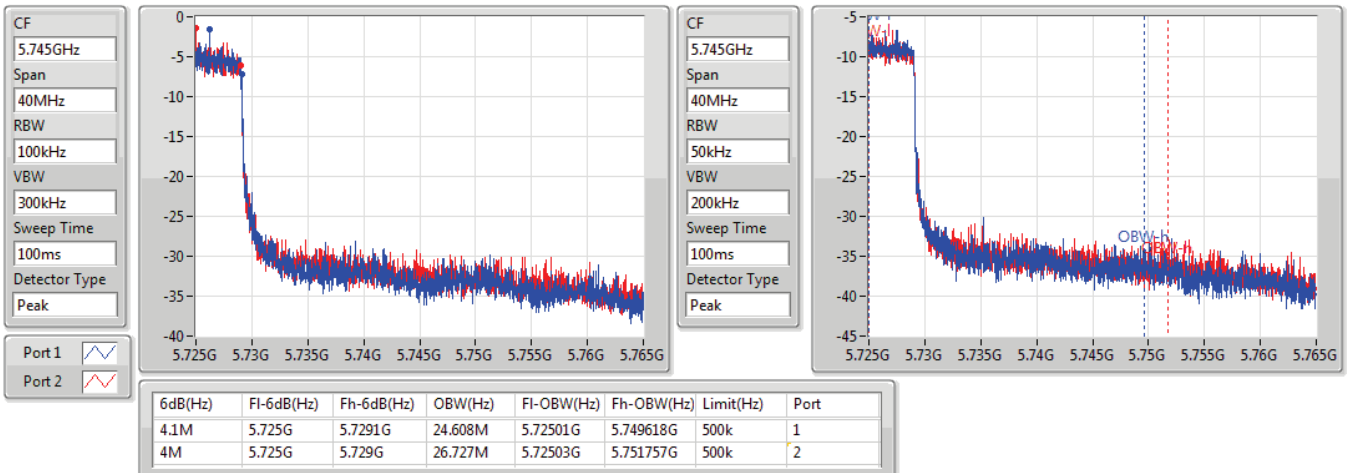 CF
5.745GHz
Span
40MHz
RBW
100kHz
VBW
300kHz
Sweep Time
100ms
Detector Type
Peak
0
-5
-10
-15
-20
-25
-30
-35
-40
5.725G 5.73G 5.735G 5.74G 5.745G 5.75G 5.755G 5.76G 5.765G
CF
5.745GHz
Span
40MHz
RBW
50kHz
VBW
200kHz
Sweep Time
100ms
Detector Type
Peak
-5
-10
-15
-20
-25
-30
-35
-40
-45
OBW-h
OBW-h
5.725G 5.73G 5.735G 5.74G 5.745G 5.75G 5.755G 5.76G 5.765G
Port 1
Port 2
6dB(Hz) Fl-6dB(Hz) Fh-6dB(Hz) OBW(Hz) Fl-OBW(Hz) Fh-OBW(Hz) Limit(Hz) Port
4.1M 5.725G 5.7291G 24.608M 5.72501G 5.749618G 500k 1
4M 5.725G 5.729G 26.727M 5.72503G 5.751757G 500k 2